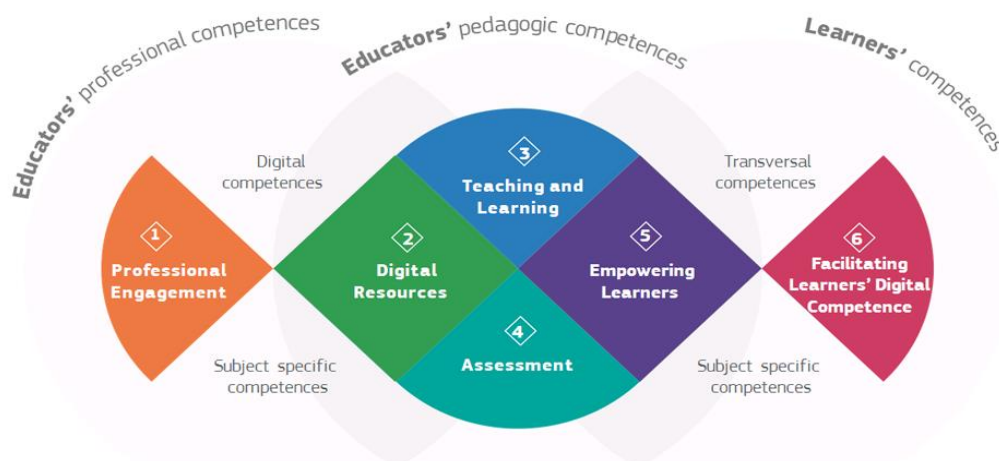 Educators' professional competences
Educators' pedagogic competences
Learners' competences
Digital
competences
Transversal
competences
1
Professional
Engagement
2
Digital
Resources
3
Teaching and
Learning
4
Assessment
5
Empowering
Learners
6
Facilitating
Learners' Digital
Competence
Subject specific
competences
Subject specific
competences